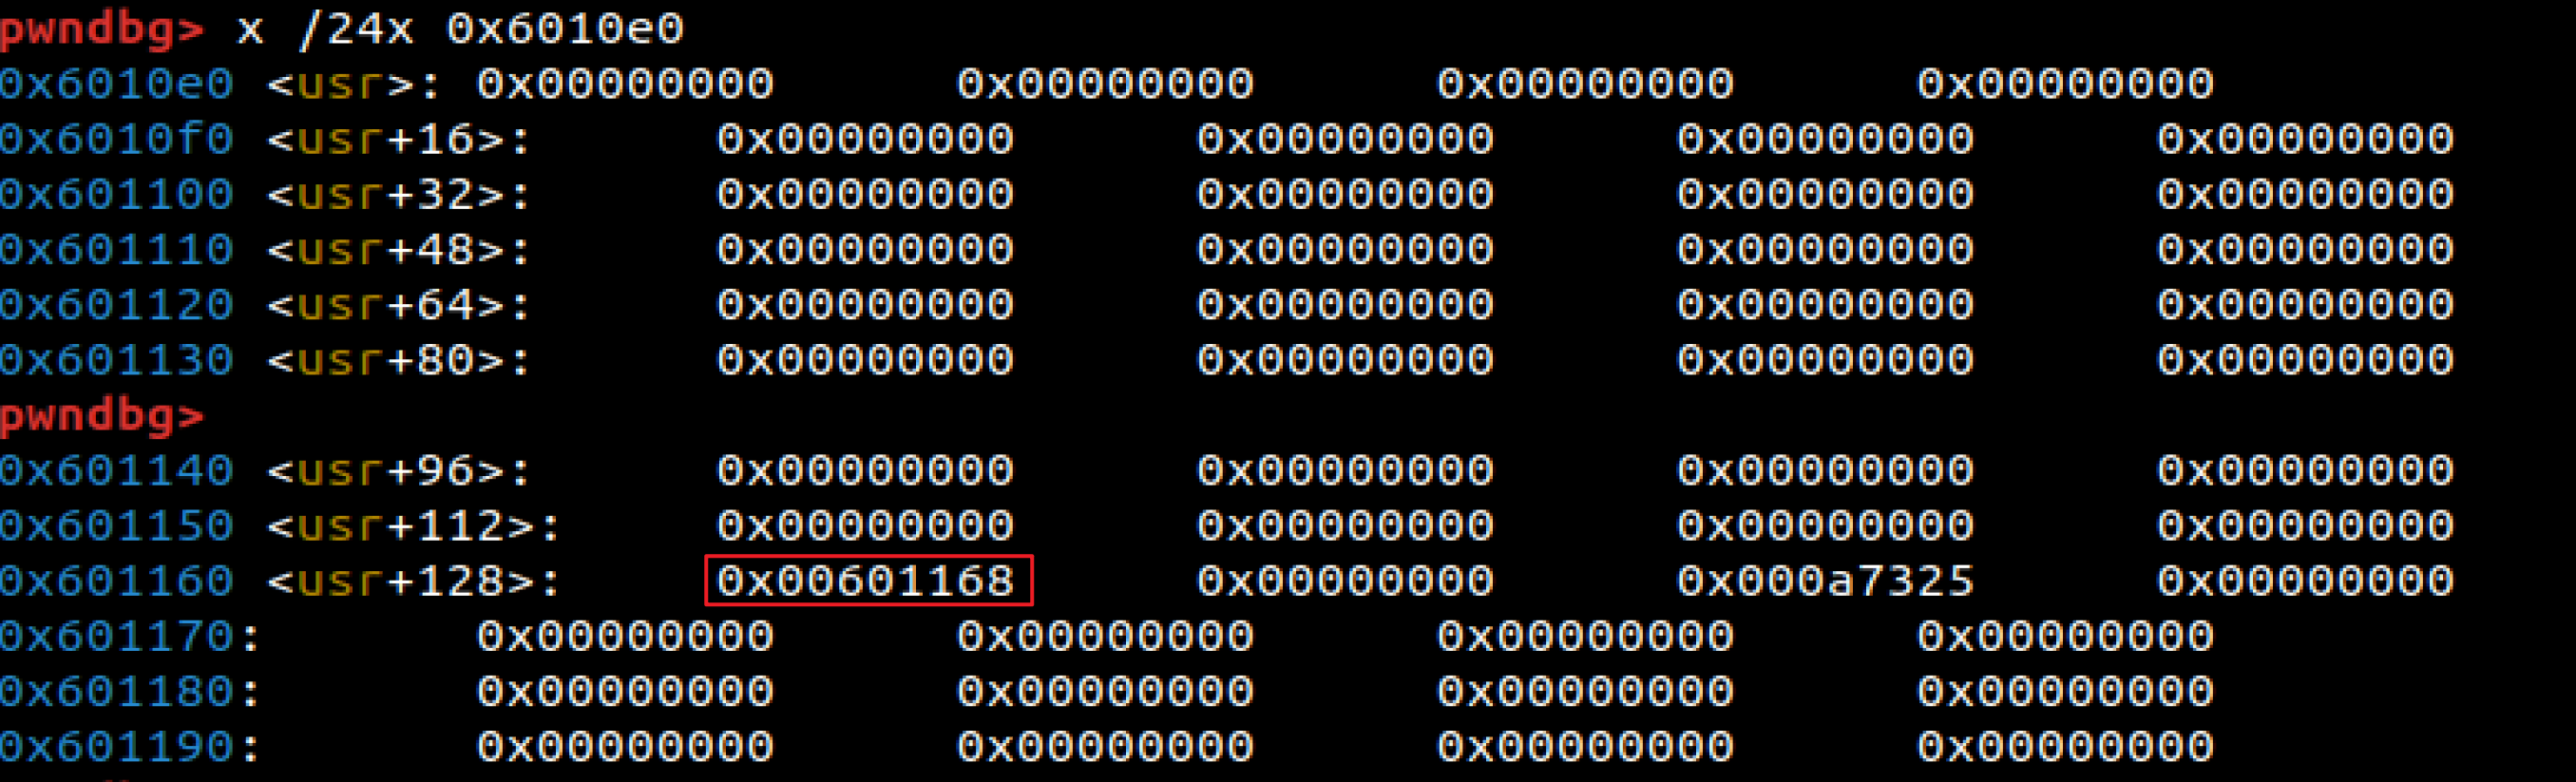 pwndbg> x /24x 0x6010e0
0x6010e0 <usr>: 0x00000000 0x00000000 0x00000000 0x00000000
0x6010f0 <usr+16>: 0x00000000 0x00000000 0x00000000 0x00000000
0x601100 <usr+32>: 0x00000000 0x00000000 0x00000000 0x00000000
0x601110 <usr+48>: 0x00000000 0x00000000 0x00000000 0x00000000
0x601120 <usr+64>: 0x00000000 0x00000000 0x00000000 0x00000000
0x601130 <usr+80>: 0x00000000 0x00000000 0x00000000 0x00000000
pwndbg>
0x601140 <usr+96>: 0x00000000 0x00000000 0x00000000 0x00000000
0x601150 <usr+112>: 0x00000000 0x00000000 0x00000000 0x00000000
0x601160 <usr+128>: 0x00601168 0x00000000 0x000a7325 0x00000000
0x601170: 0x00000000 0x00000000 0x00000000 0x00000000
0x601180: 0x00000000 0x00000000 0x00000000 0x00000000
0x601190: 0x00000000 0x00000000 0x00000000 0x00000000